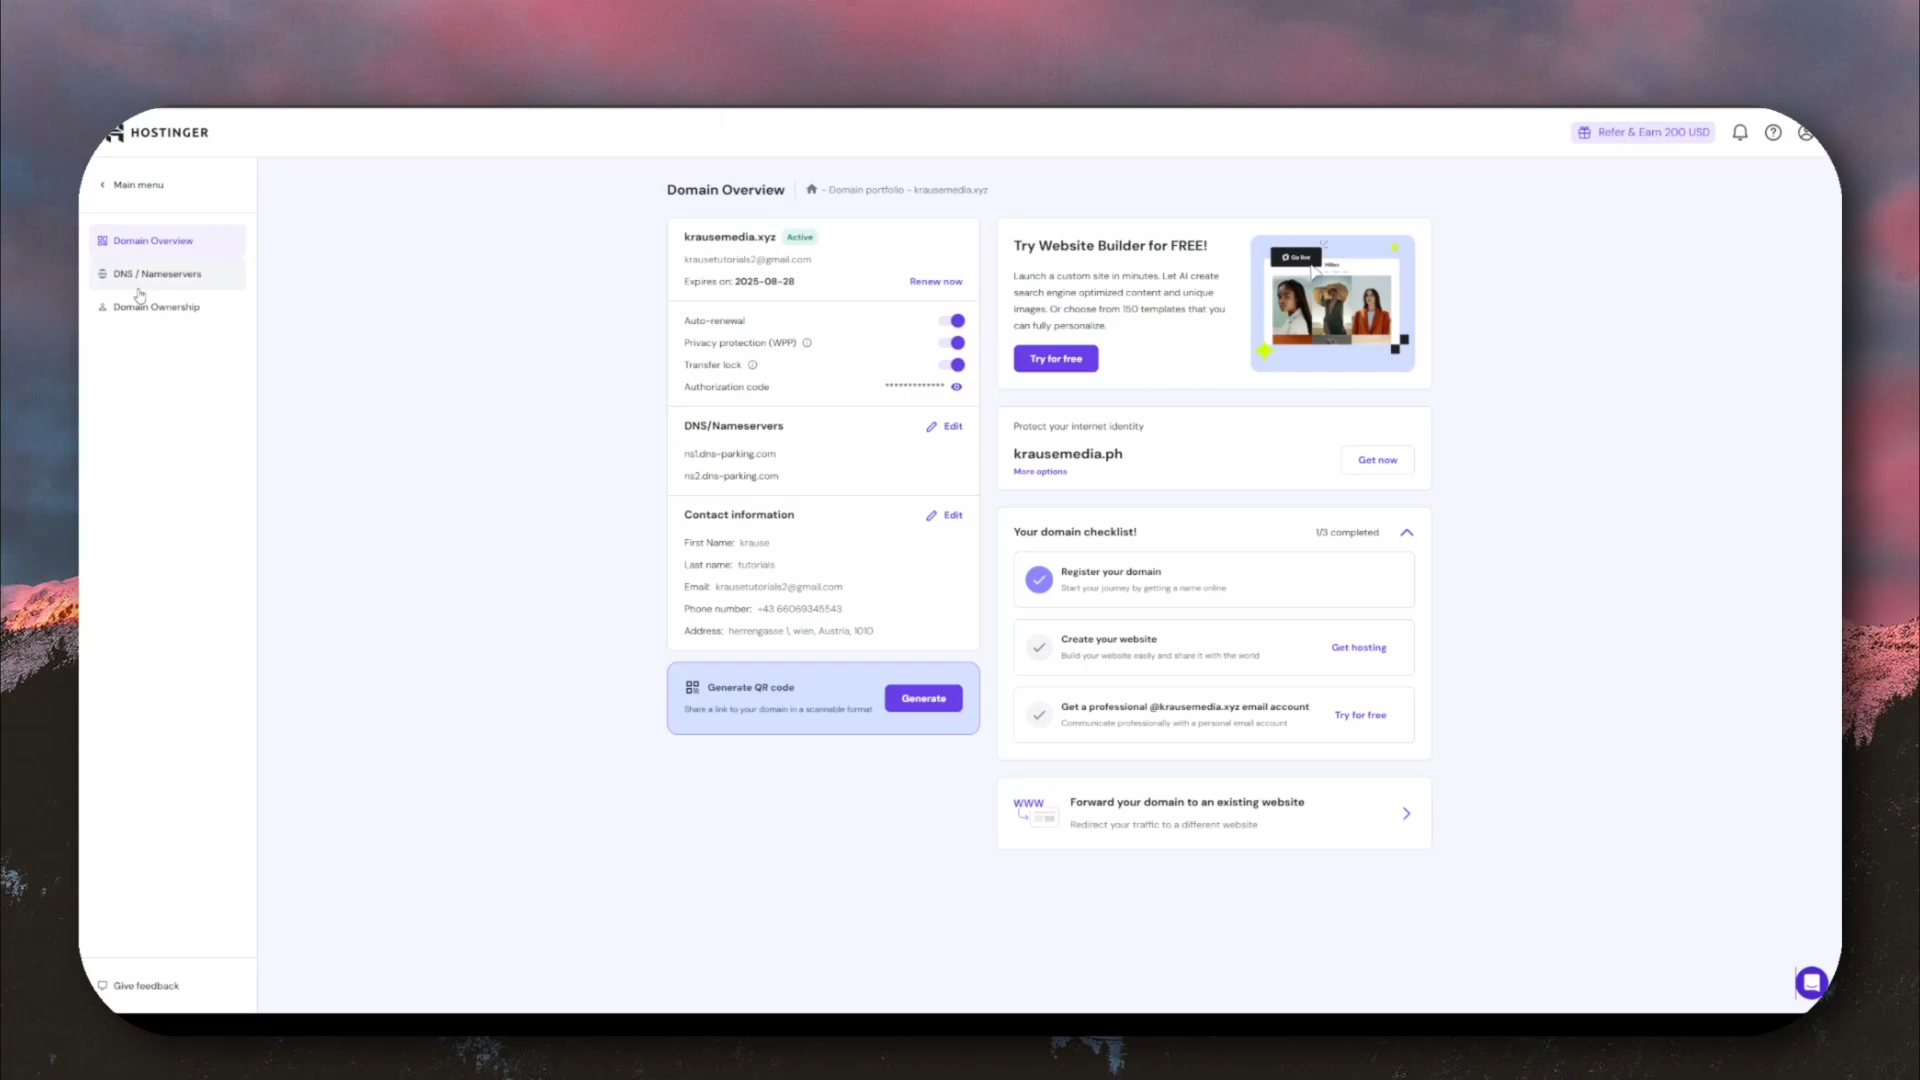 HOSTINGER
Refer & Earn 200 USD
Main menu
Domain Overview
DNS / Nameservers
Domain Ownership
Give feedback
Domain Overview
- Domain portfolio - krausemedia.xyz
krausemedia.xyz Active
krausetutorials2@gmail.com
Expires on: 2025-08-28 Renew now
Auto-renewal
Privacy protection (WPP)
Transfer lock
Authorization code *************
DNS/Nameservers Edit
ns1.dns-parking.com
ns2.dns-parking.com
Contact information Edit
First Name: krause
Last name: tutorials
Email: krausetutorials2@gmail.com
Phone number: +43 66069345543
Address: herrengasse 1, wien, Austria, 1010
Generate QR code
Share a link to your domain in a scannable format
Generate
Try Website Builder for FREE!
Launch a custom site in minutes. Let AI create
search engine optimized content and unique
images. Or choose from 150 templates that you
can fully personalize.
Try for free
Go live
Protect your internet identity
krausemedia.ph
More options
Get now
Your domain checklist! 1/3 completed
Register your domain
Start your journey by getting a name online
Create your website
Build your website easily and share it with the world
Get hosting
Get a professional @krausemedia.xyz email account
Communicate professionally with a personal email account
Try for free
WWW
Forward your domain to an existing website
Redirect your traffic to a different website